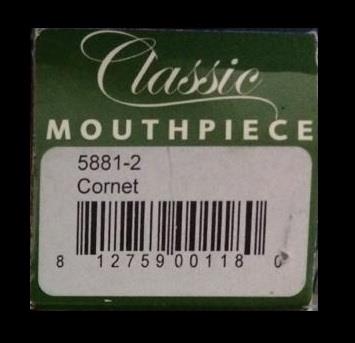 Classic
MOUTHPIECE
5881-2
Cornet
8 12759 00118 0